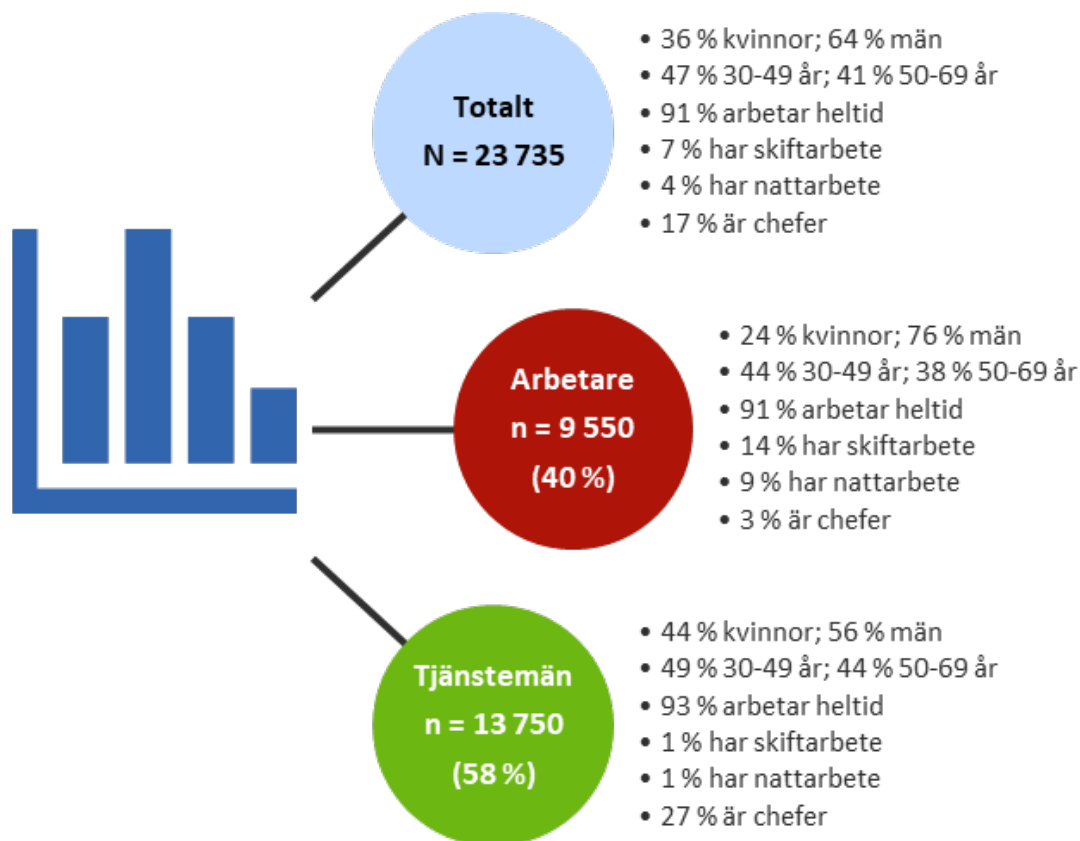 Totalt
N = 23 735
• 36 % kvinnor; 64 % män
• 47 % 30-49 år; 41 % 50-69 år
• 91 % arbetar heltid
• 7 % har skiftarbete
• 4 % har nattarbete
• 17 % är chefer
Arbetare
n = 9 550
(40 %)
• 24 % kvinnor; 76 % män
• 44 % 30-49 år; 38 % 50-69 år
• 91 % arbetar heltid
• 14 % har skiftarbete
• 9 % har nattarbete
• 3 % är chefer
Tjänstemän
n = 13 750
(58 %)
• 44 % kvinnor; 56 % män
• 49 % 30-49 år; 44 % 50-69 år
• 93 % arbetar heltid
• 1 % har skiftarbete
• 1 % har nattarbete
• 27 % är chefer